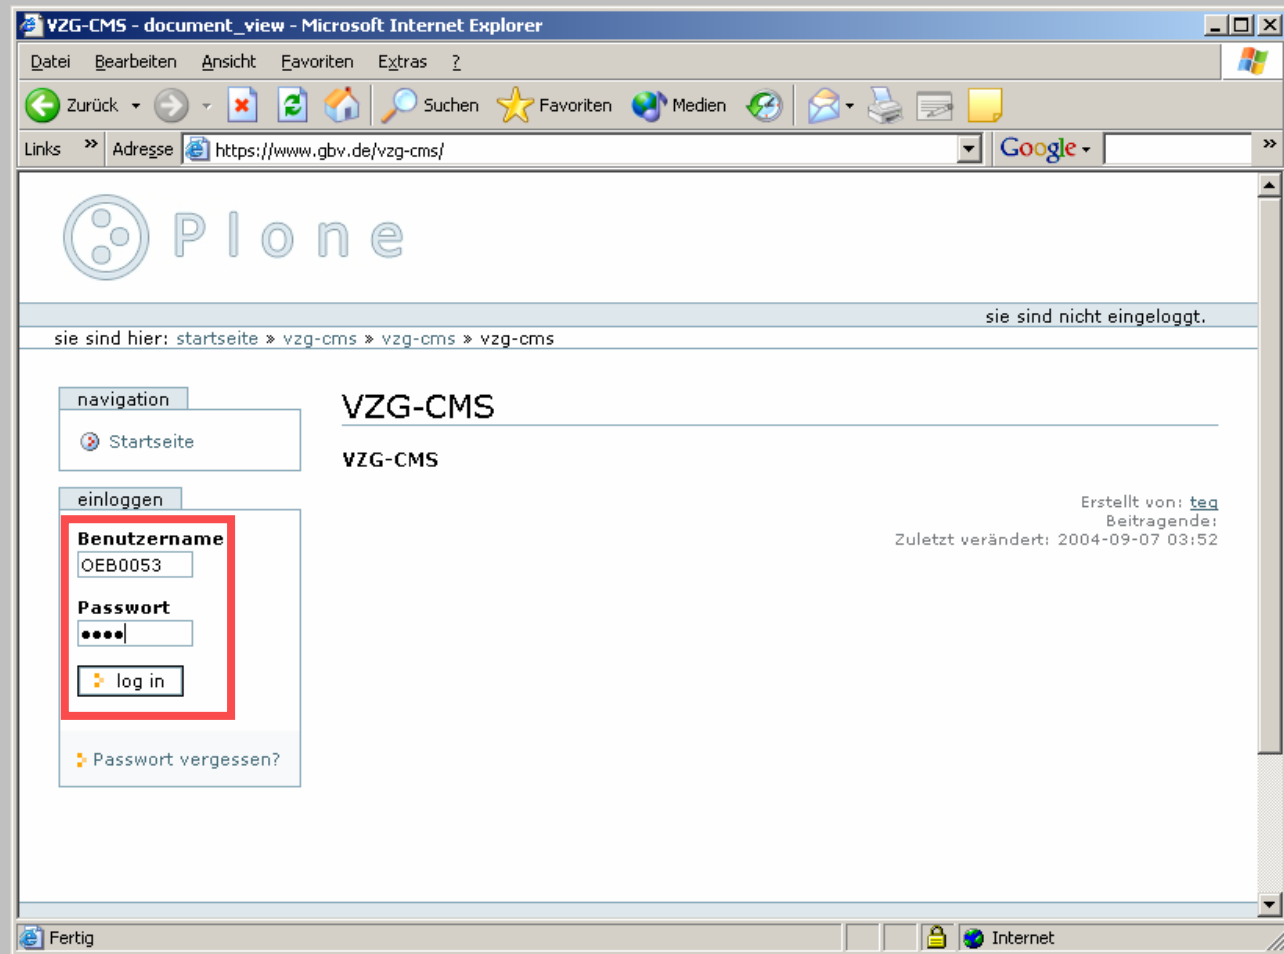 VZG-CMS - document_view - Microsoft Internet Explorer
Datei Bearbeiten Ansicht Favoriten Extras ?
Zurück Suchen Favoriten Medien
Links » Adresse https://www.gbv.de/vzg-cms/ Google »
Plone
sie sind nicht eingeloggt.
sie sind hier: startseite » vzg-cms » vzg-cms » vzg-cms
navigation
VZG-CMS
Startseite
VZG-CMS
einloggen
Erstellt von: teq
Beitragende:
Zuletzt verändert: 2004-09-07 03:52
Benutzername
OEB0053
Passwort
••••
log in
Passwort vergessen?
Fertig Internet